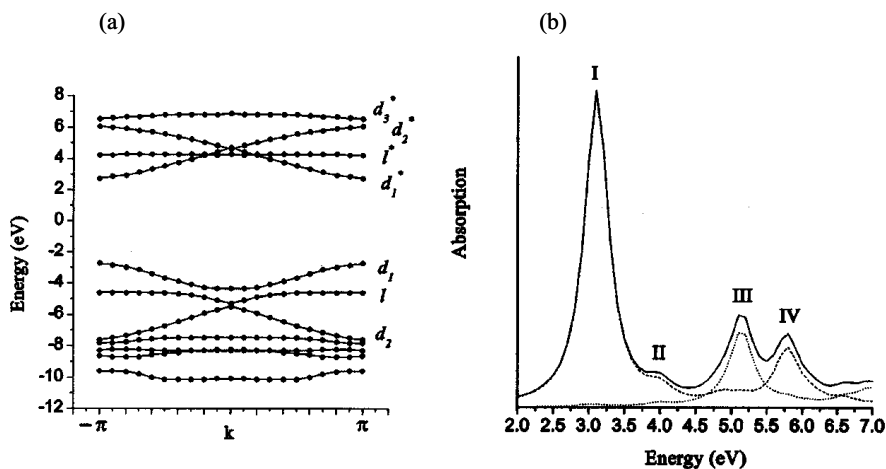 (a)
(b)
8
6
4
2
0
-2
-4
-6
-8
-10
-12
Energy (eV)
-π
k
π
d3*
d2*
l*
d1*
d1
l
d2
I
II
III
IV
Absorption
2.0 2.5 3.0 3.5 4.0 4.5 5.0 5.5 6.0 6.5 7.0
Energy (eV)